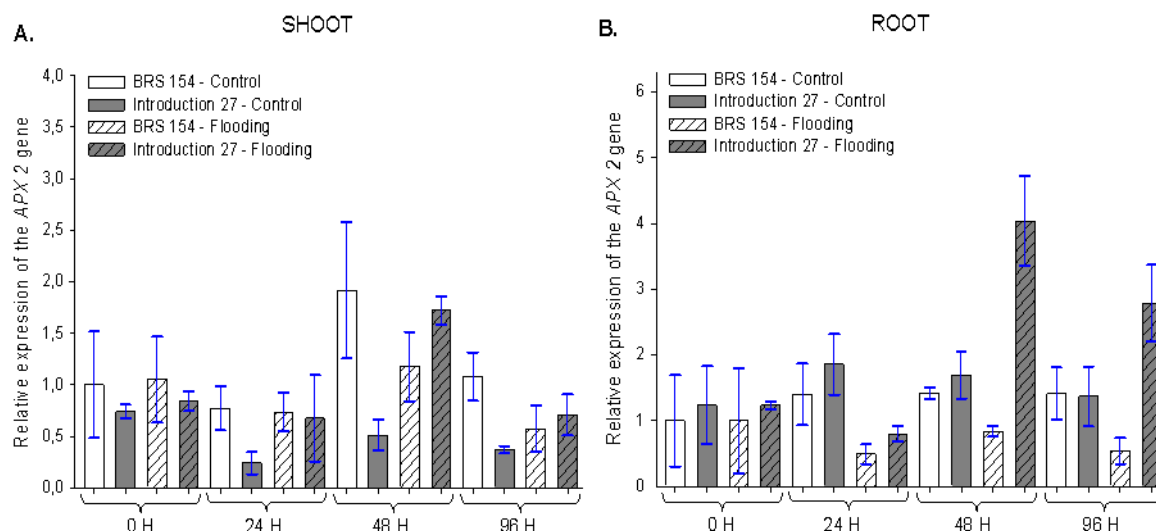 A.
SHOOT
Relative expression of the APX 2 gene
4,0
3,5
3,0
2,5
2,0
1,5
1,0
0,5
0,0
BRS 154 - Control
Introduction 27 - Control
BRS 154 - Flooding
Introduction 27 - Flooding
0 H
24 H
48 H
96 H
B.
ROOT
Relative expression of the APX 2 gene
6
5
4
3
2
1
0
BRS 154 - Control
Introduction 27 - Control
BRS 154 - Flooding
Introduction 27 - Flooding
0 H
24 H
48 H
96 H